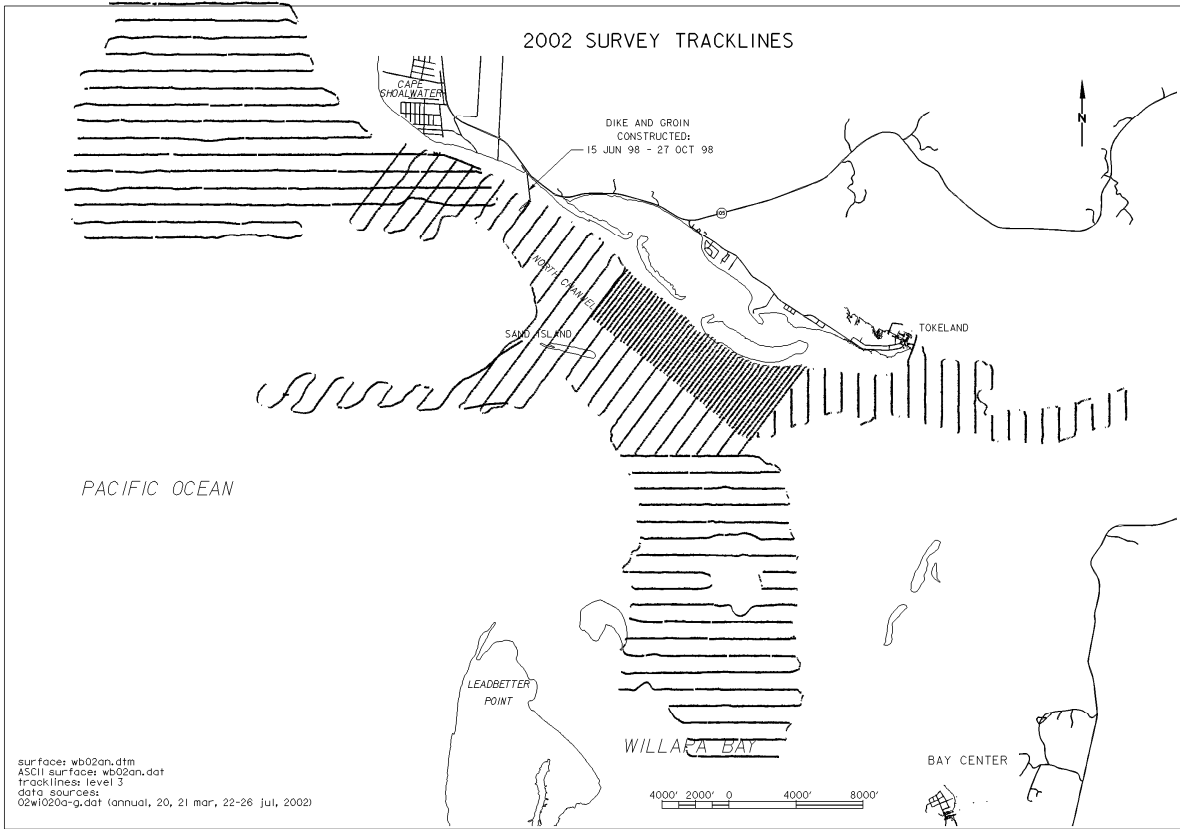 2002 SURVEY TRACKLINES
CAPE
SHOALWATER
N
DIKE AND GROIN
CONSTRUCTED:
15 JUN 98 - 27 OCT 98
105
NORTH CHANNEL
SAND ISLAND
TOKELAND
PACIFIC OCEAN
LEADBETTER
POINT
WILLAPA BAY
BAY CENTER
surface: wb02an.dtm
ASCII surface: wb02an.dat
tracklines: level 3
data sources:
02wi020a-g.dat (annual, 20, 21 mar, 22-26 jul, 2002)
4000' 2000' 0 4000' 8000'